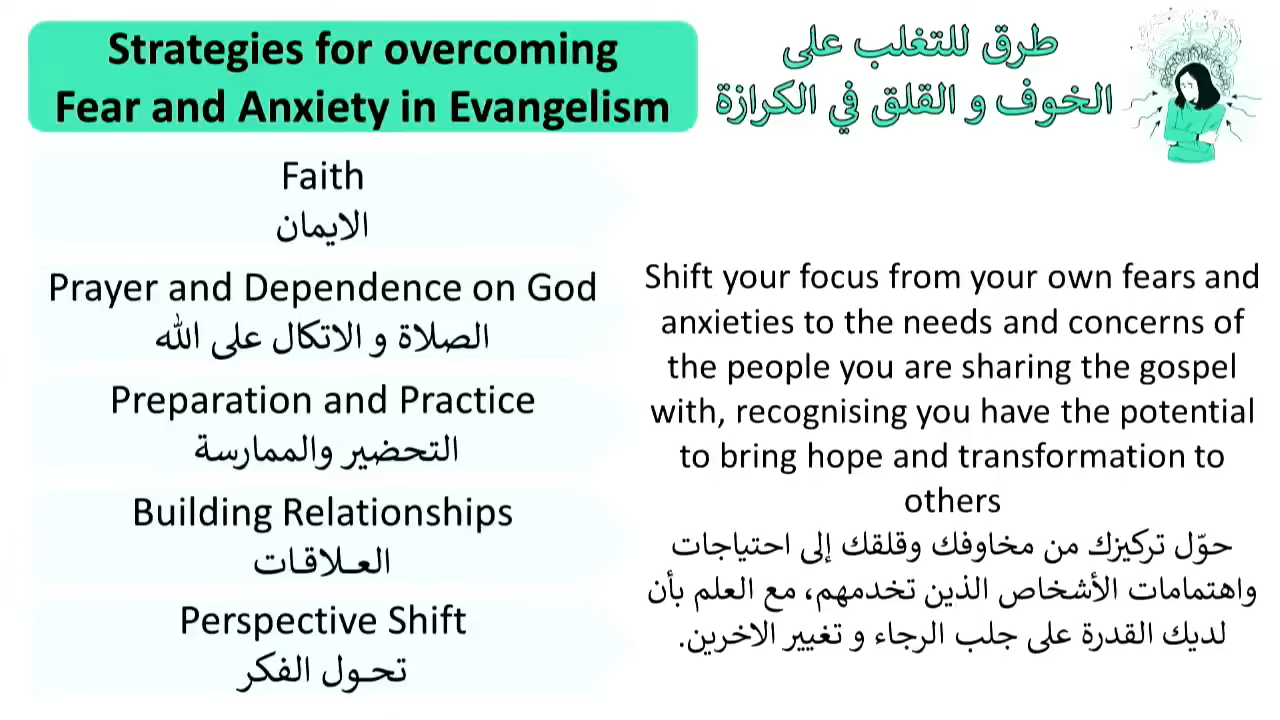 Strategies for overcoming
Fear and Anxiety in Evangelism
طرق للتغلب على
الخوف و القلق في الكرازة
Faith
الايمان
Prayer and Dependence on God
الصلاة و الاتكال على الله
Preparation and Practice
التحضير والممارسة
Building Relationships
العـلاقـات
Perspective Shift
تحـول الفكر
Shift your focus from your own fears and
anxieties to the needs and concerns of
the people you are sharing the gospel
with, recognising you have the potential
to bring hope and transformation to
others
حوّل تركيزك من مخاوفك وقلقك إلى احتياجات
واهتمامات الأشخاص الذين تخدمهم، مع العلم بأن
لديك القدرة على جلب الرجاء و تغيير الاخرين.